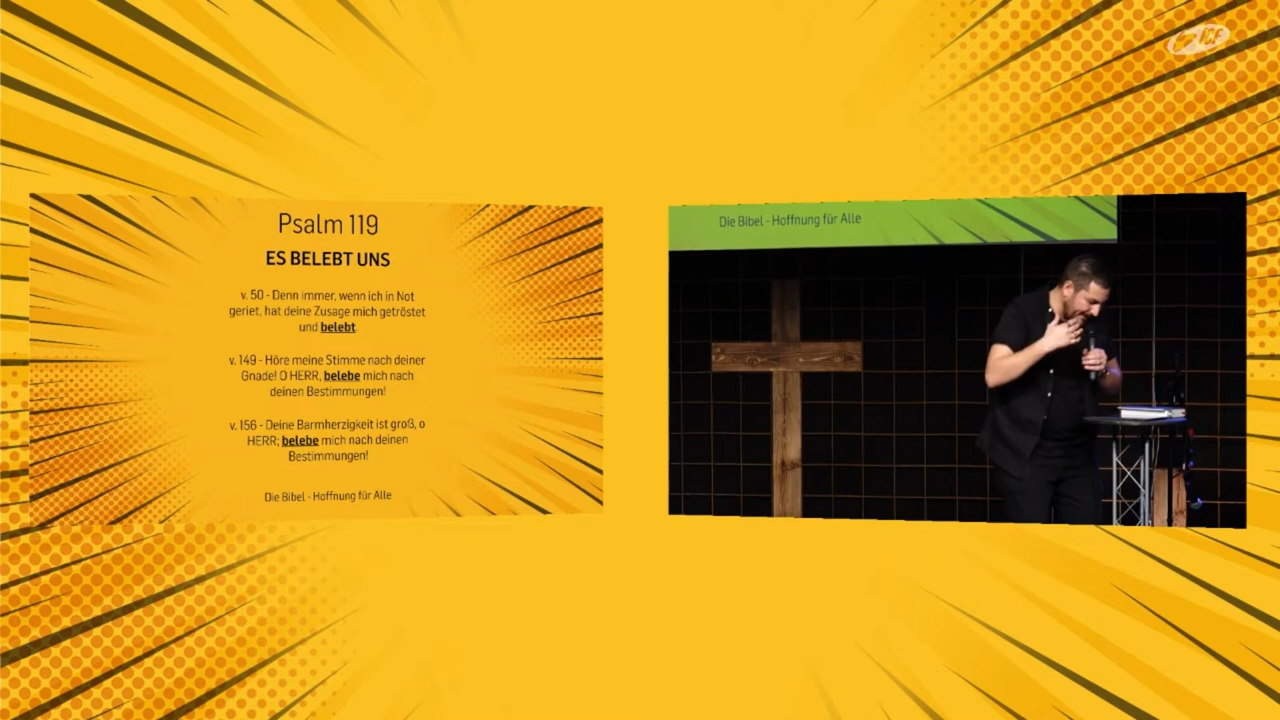 ICF
Psalm 119
ES BELEBT UNS
v. 50 - Denn immer, wenn ich in Not
geriet, hat deine Zusage mich getröstet
und belebt.
v. 149 - Höre meine Stimme nach deiner
Gnade! O HERR, belebe mich nach
deinen Bestimmungen!
v. 156 - Deine Barmherzigkeit ist groß, o
HERR; belebe mich nach deinen
Bestimmungen!
Die Bibel - Hoffnung für Alle
Die Bibel - Hoffnung für Alle